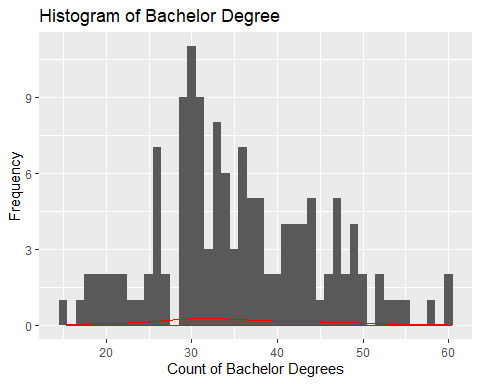 Histogram of Bachelor Degree
9
6
3
0
Frequency
20 30 40 50 60
Count of Bachelor Degrees